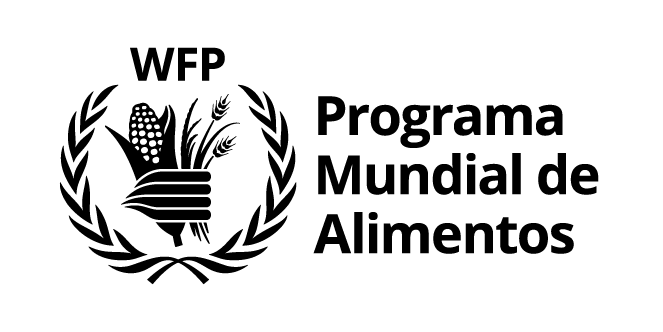 WFP
Programa
Mundial de
Alimentos